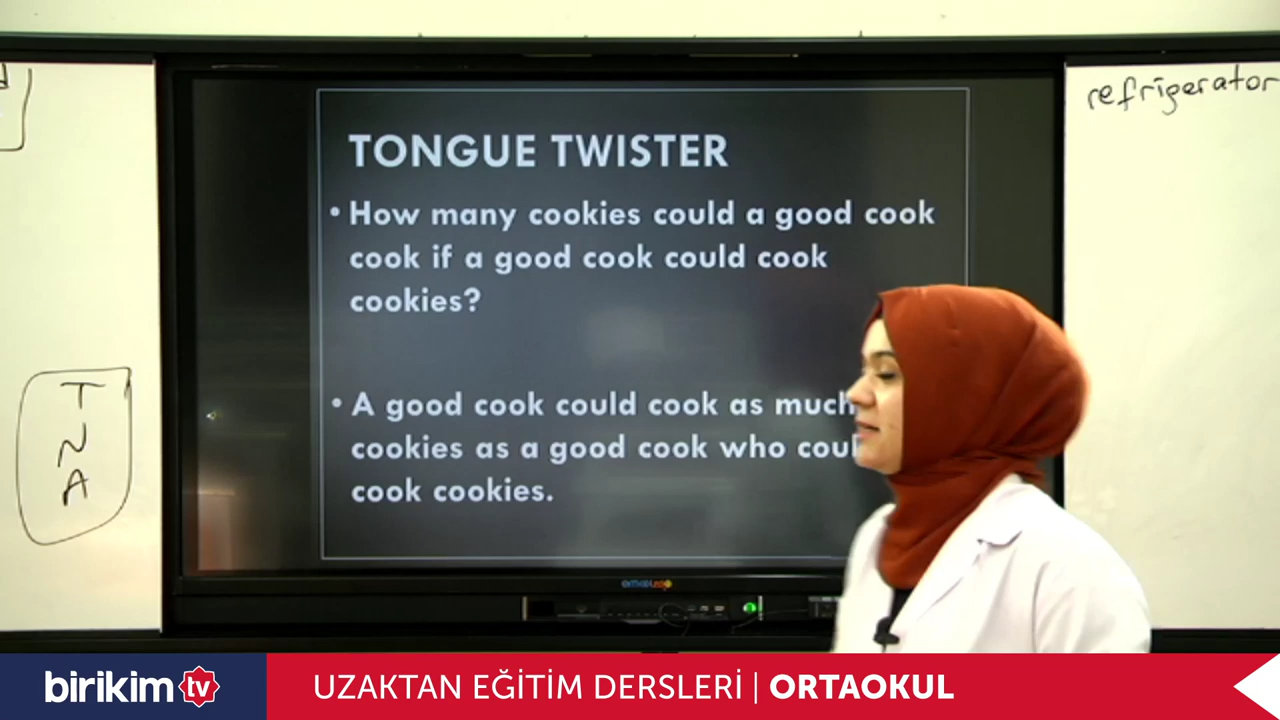 refrigerator
TONGUE TWISTER
• How many cookies could a good cook
cook if a good cook could cook
cookies?
• A good cook could cook as much
cookies as a good cook who
cook cookies.
T
N
A
birikim tv
UZAKTAN EĞİTİM DERSLERİ | ORTAOKUL